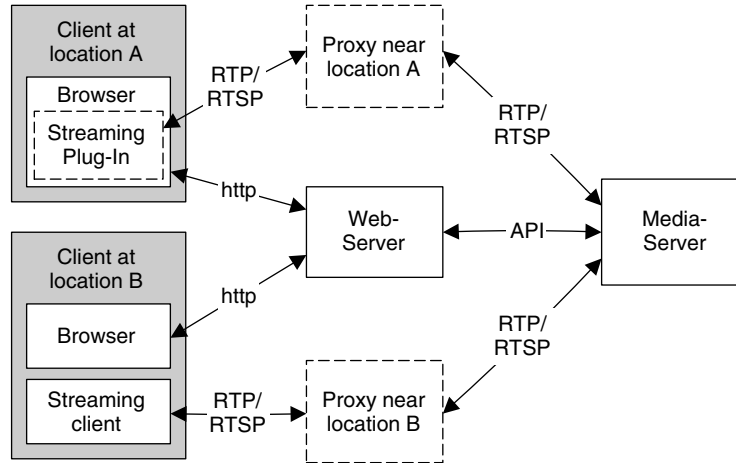 Client at
location A
Browser
Streaming
Plug-In
RTP/
RTSP
Proxy near
location A
RTP/
RTSP
http
Web-
Server
API
Media-
Server
Client at
location B
http
Browser
Streaming
client
RTP/
RTSP
Proxy near
location B
RTP/
RTSP